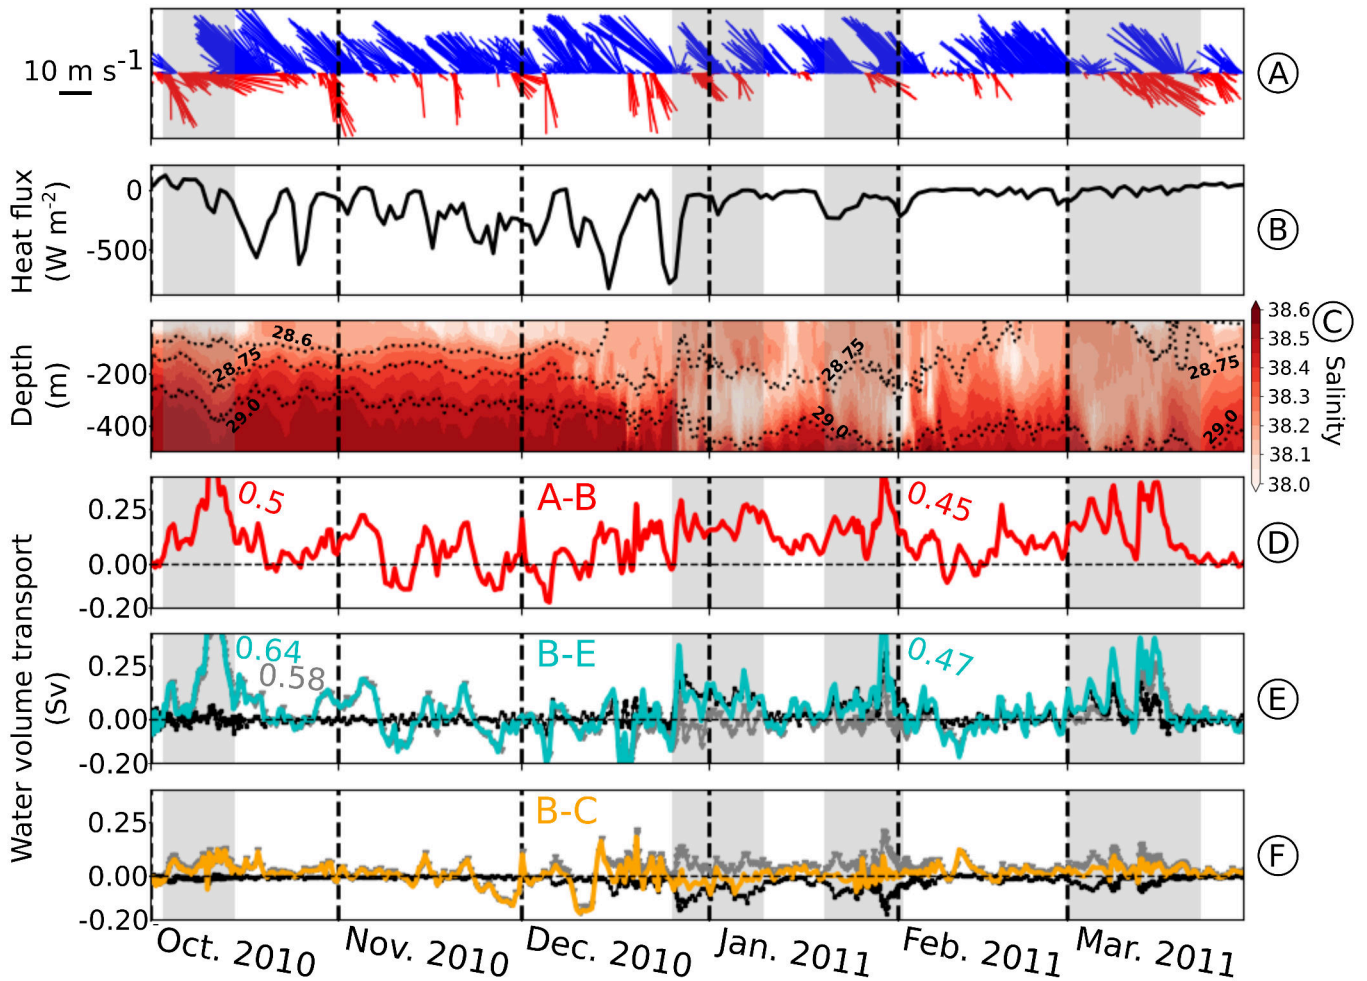 10 m s-1
A
Heat flux
(W m-2)
0
-500
B
Depth
(m)
-200
-400
28.6
28.75
29.0
28.75
29.0
28.75
29.0
38.6
38.5
38.4
38.3
38.2
38.1
38.0
Salinity
C
Water volume transport
(Sv)
0.25
0.00
-0.20
0.5
A-B
0.45
D
0.25
0.00
-0.20
0.64
0.58
B-E
0.47
E
0.25
0.00
-0.20
B-C
F
Oct. 2010
Nov. 2010
Dec. 2010
Jan. 2011
Feb. 2011
Mar. 2011